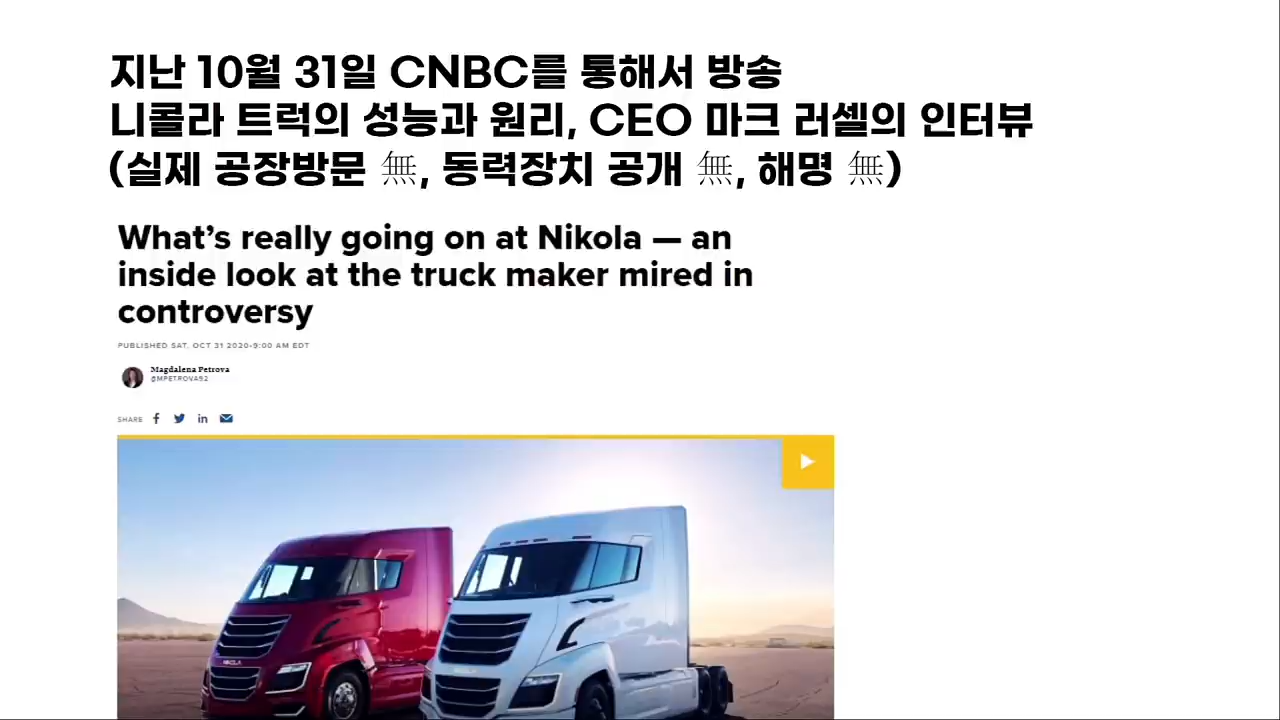 지난 10월 31일 CNBC를 통해서 방송
니콜라 트럭의 성능과 원리, CEO 마크 러셀의 인터뷰
(실제 공장방문 無, 동력장치 공개 無, 해명 無)
What's really going on at Nikola — an
inside look at the truck maker mired in
controversy
PUBLISHED SAT, OCT 31 2020-9:00 AM EDT
Magdalena Petrova
@MPETROVA92
SHARE
NIKOLA